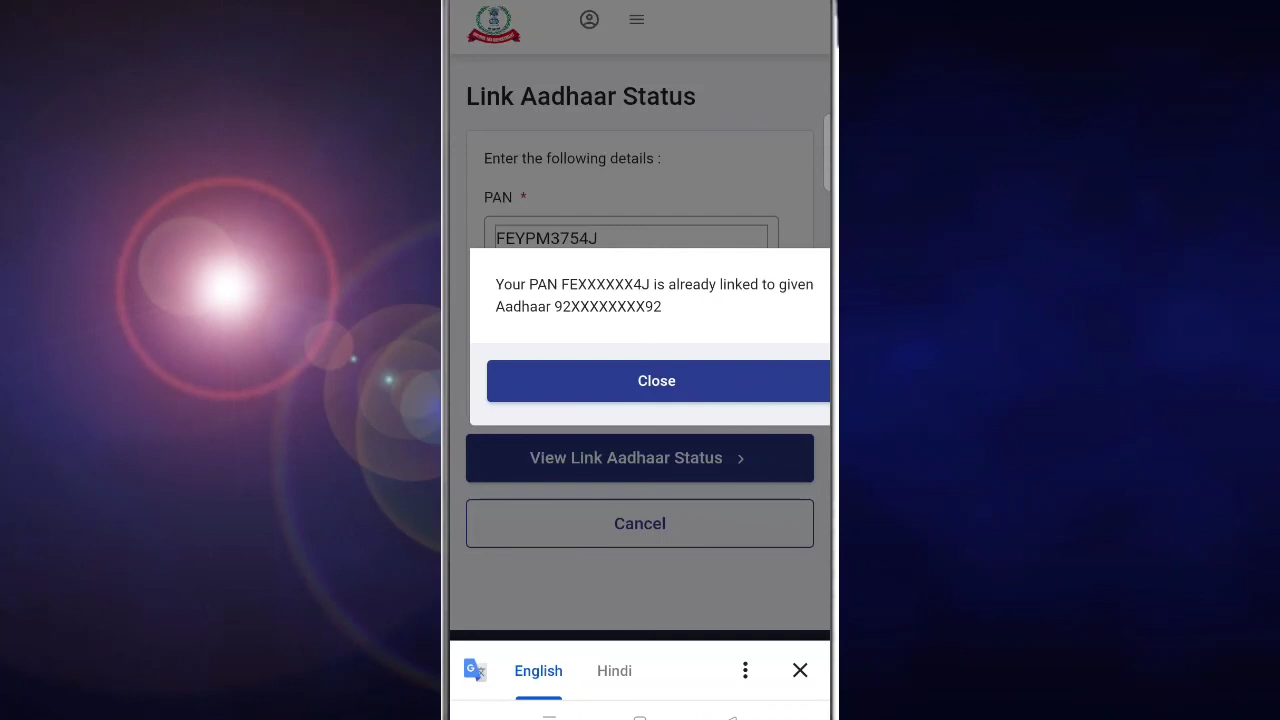 Link Aadhaar Status
Enter the following details :
PAN *
FEYPM3754J
Your PAN FEXXXXXX4J is already linked to given
Aadhaar 92XXXXXXXX92
Close
View Link Aadhaar Status
Cancel
English Hindi